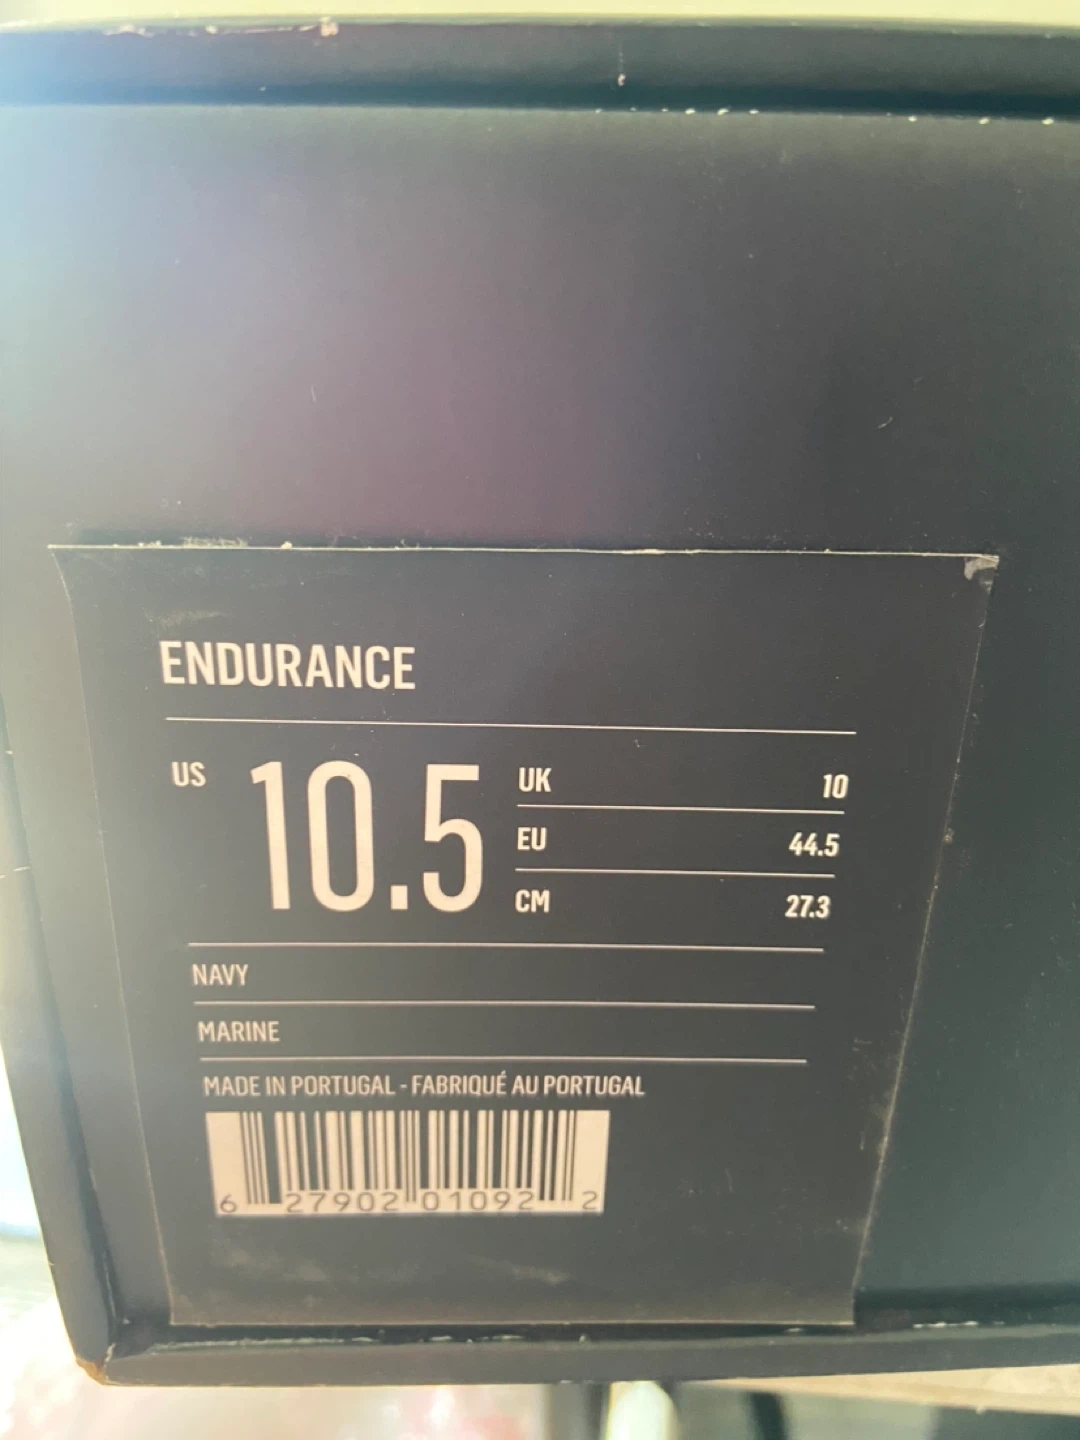 ENDURANCE
US 10.5
UK 10
EU 44.5
CM 27.3
NAVY
MARINE
MADE IN PORTUGAL - FABRIQUÉ AU PORTUGAL
6 27902 01092 2